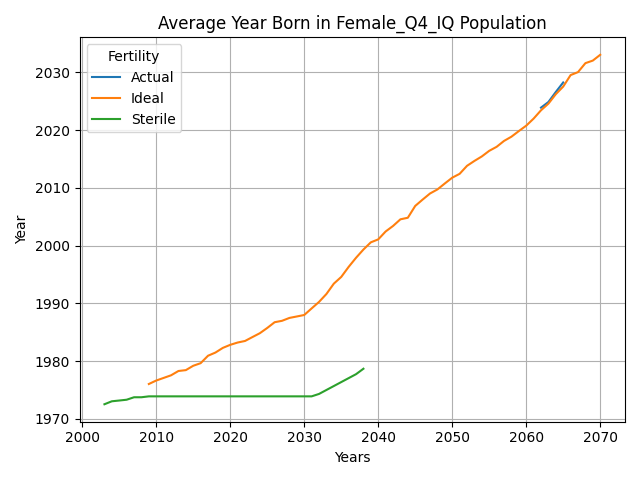 Average Year Born in Female_Q4_IQ Population
Fertility
Actual
Ideal
Sterile
Year
2030
2020
2010
2000
1990
1980
1970
2000 2010 2020 2030 2040 2050 2060 2070
Years